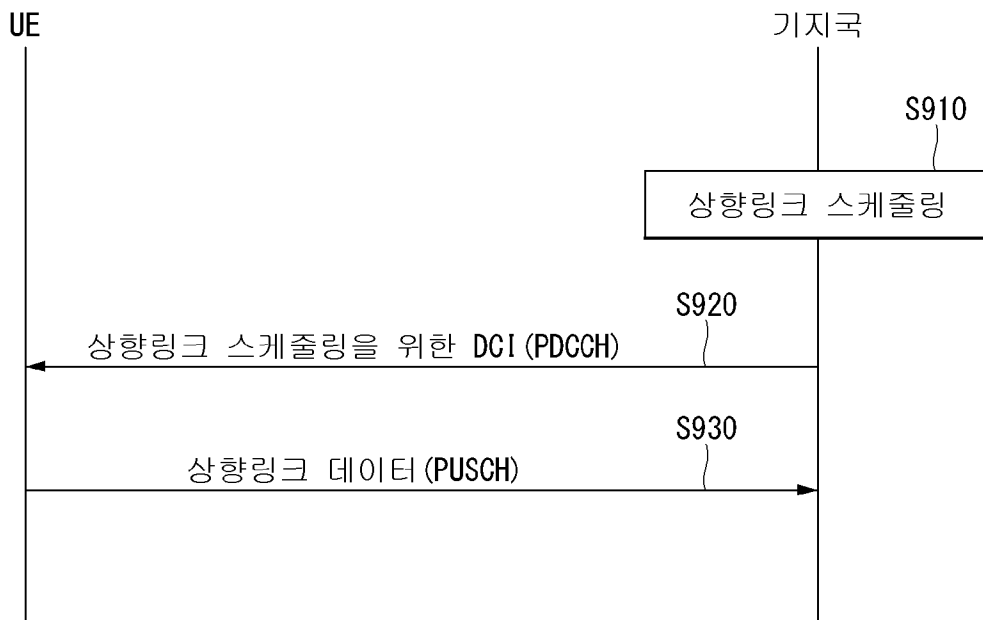 UE
기지국
S910
상향링크 스케줄링
S920
상향링크 스케줄링을 위한 DCI(PDCCH)
S930
상향링크 데이터(PUSCH)